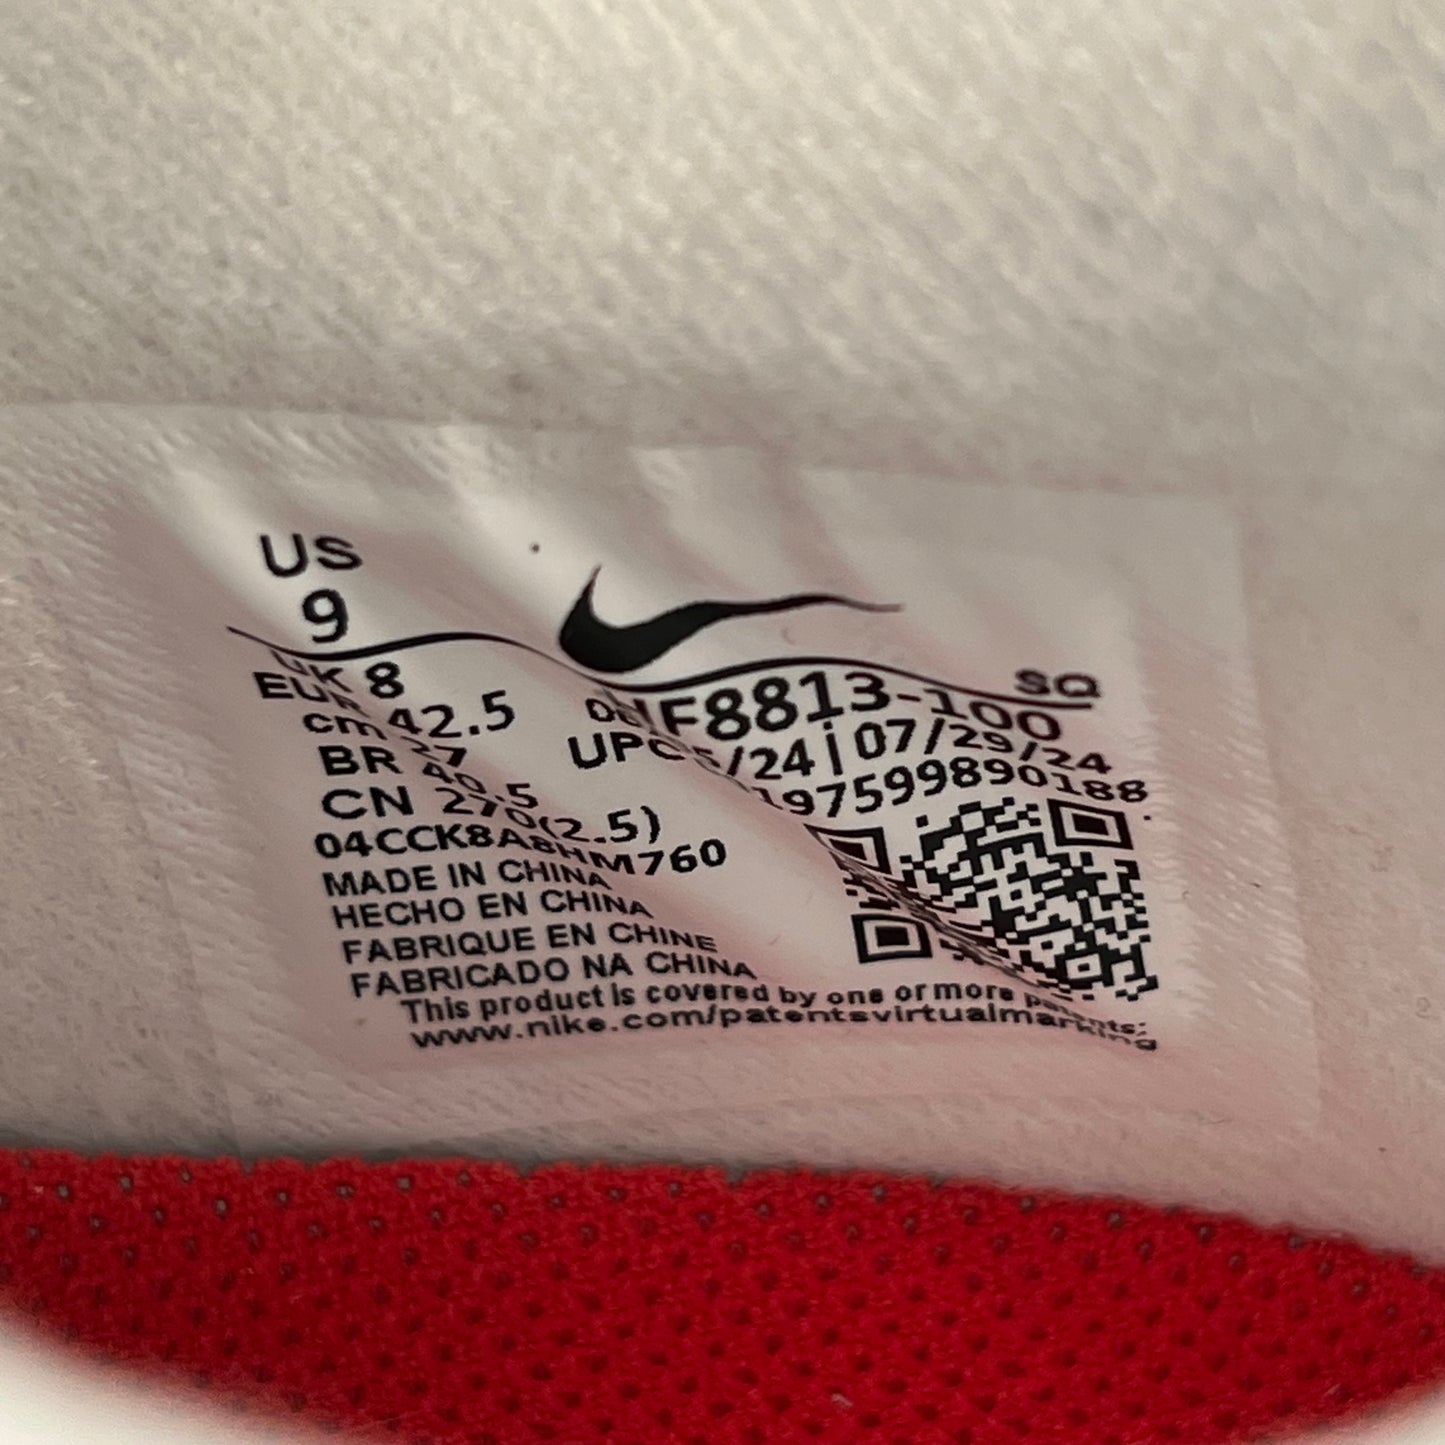 US
9
SQ
UK 8
EUR 42.5
cm 27
BR 40.5
CN 270(2.5)
04CCK8A8HM760
F8813-100
/24 | 07/29/24
UPC 197599890188
MADE IN CHINA
HECHO EN CHINA
FABRIQUE EN CHINE
FABRICADO NA CHINA
This product is covered by one or more patents:
www.nike.com/patentsvirtualmarking